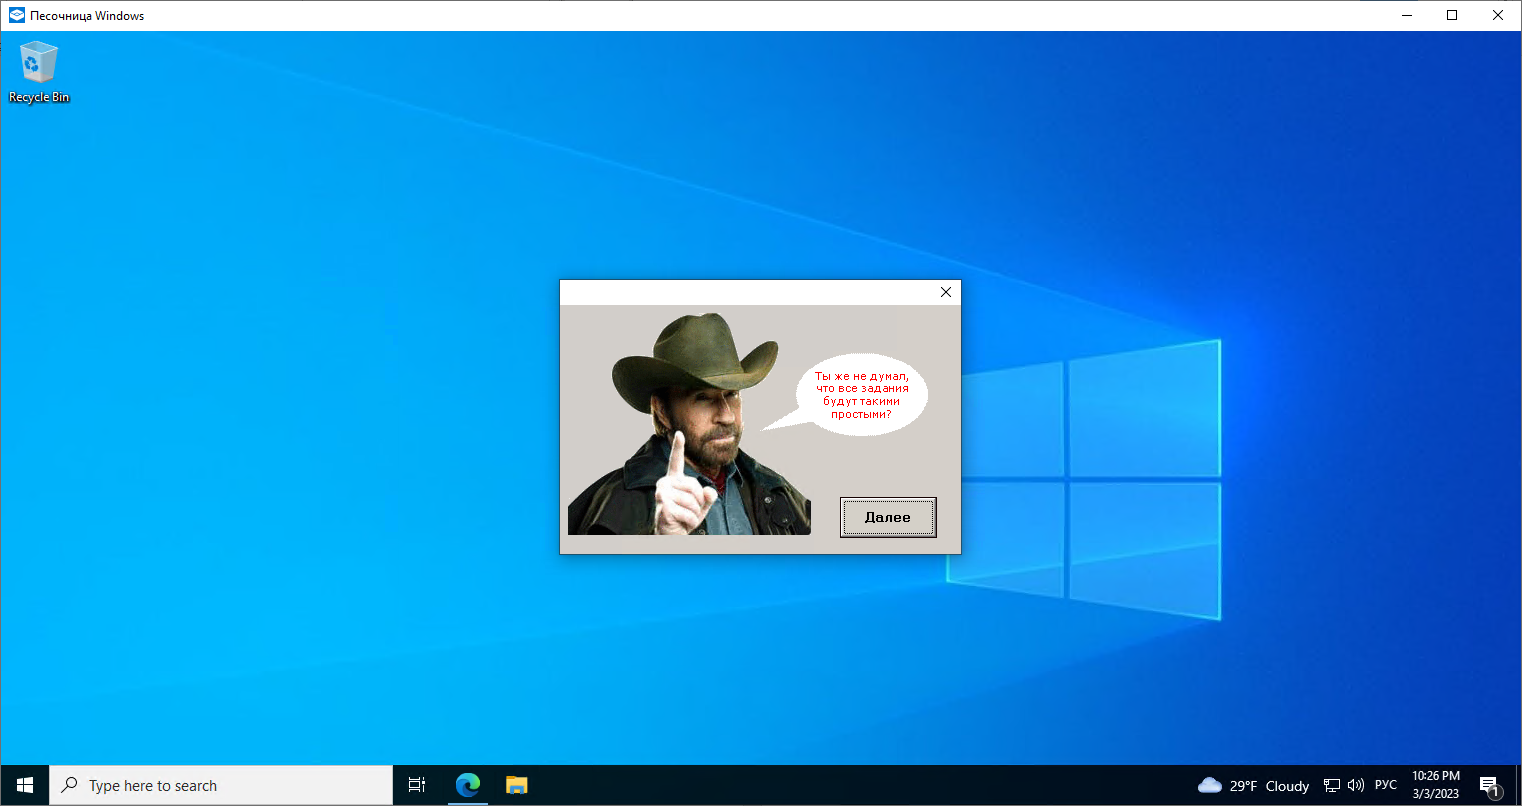 Песочница Windows
Recycle Bin
Ты же не думал,
что все задания
будут такими
простыми?
Далее
Type here to search
29°F Cloudy
РУС
10:26 PM
3/3/2023
1